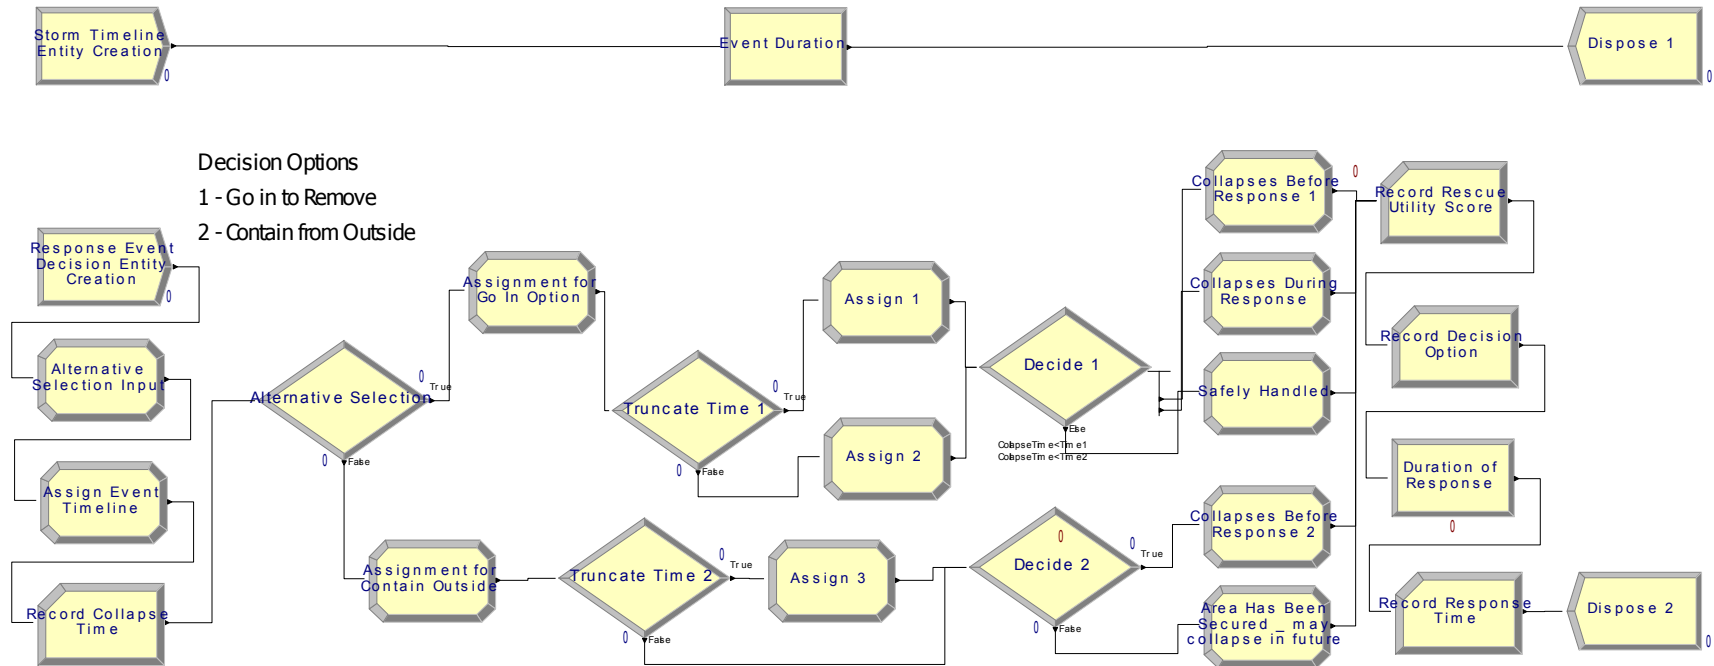 Storm Timeline
Entity Creation
0
Event Duration
Dispose 1
0
Decision Options
1 - Go in to Remove
2 - Contain from Outside
Response Event
Decision Entity
Creation
0
Alternative
Selection Input
Assign Event
Timeline
Record Collapse
Time
Alternative Selection
0
True
0
False
Assignment for
Go In Option
Truncate Time 1
0
True
0
False
Assign 1
Assign 2
Decide 1
Else
ColapseTime<Time1
ColapseTime<Time2
Assignment for
Contain Outside
Truncate Time 2
0
True
0
False
Assign 3
Decide 2
0
0
True
0
False
Collapses Before
Response 1
0
Collapses During
Response
Safely Handled
Collapses Before
Response 2
Area Has Been
Secured _ may
collapse in future
Record Rescue
Utility Score
Record Decision
Option
Duration of
Response
0
Record Response
Time
Dispose 2
0